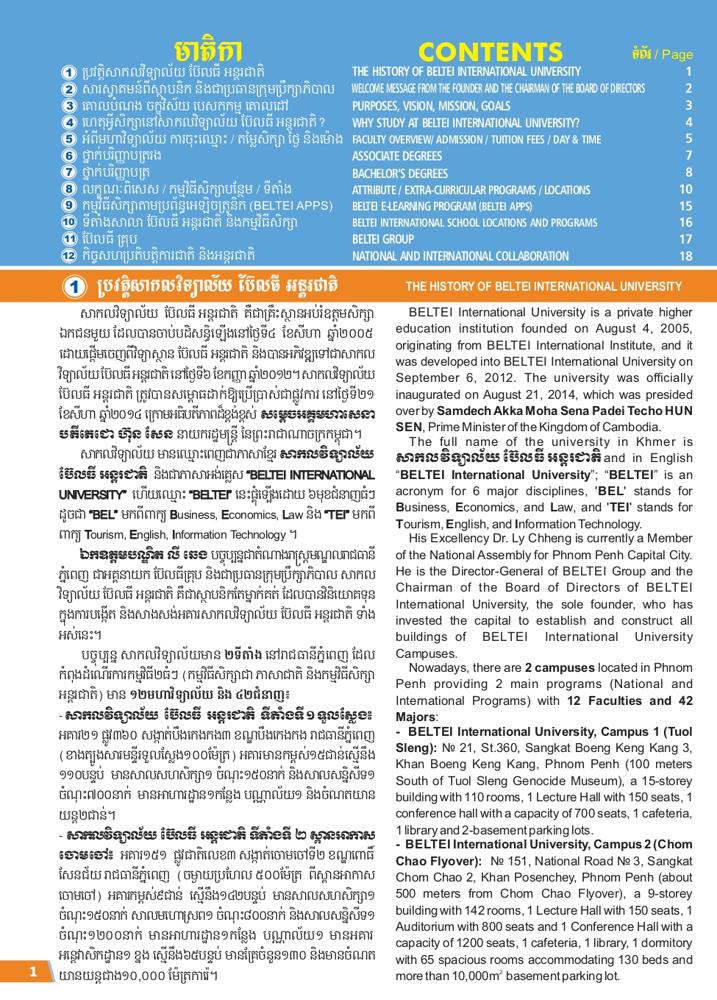 មាតិកា
CONTENTS
ទំព័រ / Page
1 ប្រវត្តិសាកលវិទ្យាល័យ ប៊ែលធី អន្តរជាតិ THE HISTORY OF BELTEI INTERNATIONAL UNIVERSITY 1
2 សារស្វាគមន៍ពីស្ថាបនិក និងជាប្រធានក្រុមប្រឹក្សាភិបាល WELCOME MESSAGE FROM THE FOUNDER AND THE CHAIRMAN OF THE BOARD OF DIRECTORS 2
3 គោលបំណង ចក្ខុវិស័យ បេសកកម្ម គោលដៅ PURPOSES, VISION, MISSION, GOALS 3
4 ហេតុអ្វីសិក្សានៅសាកលវិទ្យាល័យ ប៊ែលធី អន្តរជាតិ? WHY STUDY AT BELTEI INTERNATIONAL UNIVERSITY? 4
5 អំពីមហាវិទ្យាល័យ ការចុះឈ្មោះ / តម្លៃសិក្សា ថ្ងៃ និងម៉ោង FACULTY OVERVIEW/ ADMISSION / TUITION FEES / DAY & TIME 5
6 ថ្នាក់បរិញ្ញាបត្ររង ASSOCIATE DEGREES 7
7 ថ្នាក់បរិញ្ញាបត្រ BACHELOR'S DEGREES 8
8 លក្ខណៈពិសេស / កម្មវិធីសិក្សាបន្ថែម / ទីតាំង ATTRIBUTE / EXTRA-CURRICULAR PROGRAMS / LOCATIONS 10
9 កម្មវិធីសិក្សាតាមប្រព័ន្ធអេឡិចត្រូនិក (BELTEI APPS) BELTEI E-LEARNING PROGRAM (BELTEI APPS) 15
10 ទីតាំងសាលា ប៊ែលធី អន្តរជាតិ និងកម្មវិធីសិក្សា BELTEI INTERNATIONAL SCHOOL LOCATIONS AND PROGRAMS 16
11 ប៊ែលធី គ្រុប BELTEI GROUP 17
12 កិច្ចសហប្រតិបត្តិការជាតិ និងអន្តរជាតិ NATIONAL AND INTERNATIONAL COLLABORATION 18
1 ប្រវត្តិសាកលវិទ្យាល័យ ប៊ែលធី អន្តរជាតិ THE HISTORY OF BELTEI INTERNATIONAL UNIVERSITY
សាកលវិទ្យាល័យ ប៊ែលធី អន្តរជាតិ គឺជាគ្រឹះស្ថានអប់រំឧត្តមសិក្សា
ឯកជនមួយ ដែលបានចាប់បដិសន្ធិឡើងនៅថ្ងៃទី៤ ខែសីហា ឆ្នាំ២០០៥
ដោយផ្តើមចេញពីវិទ្យាស្ថាន ប៊ែលធី អន្តរជាតិ និងបានអភិវឌ្ឍទៅជាសាកល
វិទ្យាល័យ ប៊ែលធី អន្តរជាតិ នៅថ្ងៃទី៦ ខែកញ្ញា ឆ្នាំ២០១២។ សាកលវិទ្យាល័យ
ប៊ែលធី អន្តរជាតិ ត្រូវបានសម្ពោធដាក់ឱ្យប្រើប្រាស់ជាផ្លូវការ នៅថ្ងៃទី២១
ខែសីហា ឆ្នាំ២០១៤ ក្រោមអធិបតីភាពដ៏ខ្ពង់ខ្ពស់ សម្តេចអគ្គមហាសេនា
បតីតេជោ ហ៊ុន សែន នាយករដ្ឋមន្ត្រី នៃព្រះរាជាណាចក្រកម្ពុជា។
សាកលវិទ្យាល័យ មានឈ្មោះពេញជាភាសាខ្មែរ សាកលវិទ្យាល័យ
ប៊ែលធី អន្តរជាតិ និងជាភាសាអង់គ្លេស “BELTEI INTERNATIONAL
UNIVERSITY” ហើយឈ្មោះ “BELTEI” នេះផ្តុំឡើងដោយ ៦មុខជំនាញធំៗ
ដូចជា “BEL” មកពីពាក្យ Business, Economics, Law និង “TEI” មកពី
ពាក្យ Tourism, English, Information Technology ។
ឯកឧត្តមបណ្ឌិត លី ឆេង បច្ចុប្បន្នជាតំណាងរាស្ត្រមណ្ឌលរាជធានី
ភ្នំពេញ ជាអគ្គនាយក ប៊ែលធីគ្រុប និងជាប្រធានក្រុមប្រឹក្សាភិបាល សាកល
វិទ្យាល័យ ប៊ែលធី អន្តរជាតិ គឺជាស្ថាបនិកតែម្នាក់គត់ ដែលបានវិនិយោគទុន
ក្នុងការបង្កើត និងសាងសង់អគារសាកលវិទ្យាល័យ ប៊ែលធី អន្តរជាតិ ទាំង
អស់នេះ។
បច្ចុប្បន្ន សាកលវិទ្យាល័យមាន ២ទីតាំង នៅរាជធានីភ្នំពេញ ដែល
កំពុងដំណើរការកម្មវិធី២ធំៗ (កម្មវិធីសិក្សាជា ភាសាជាតិ និងកម្មវិធីសិក្សា
អន្តរជាតិ) មាន ១២មហាវិទ្យាល័យ និង ៤២ជំនាញ៖
- សាកលវិទ្យាល័យ ប៊ែលធី អន្តរជាតិ ទីតាំងទី១ ទួលស្លែង៖
អគារ២១ ផ្លូវ៣៦០ សង្កាត់បឹងកេងកង៣ ខណ្ឌបឹងកេងកង រាជធានីភ្នំពេញ
(ខាងត្បូងសារមន្ទីរទួលស្លែង១០០ម៉ែត្រ) អគារមានកម្ពស់១៥ជាន់ស្មើនឹង
១១០បន្ទប់ មានសាលសហសិក្សា១ ចំណុះ១៥០នាក់ និងសាលសន្និសីទ១
ចំណុះ៧០០នាក់ មានអាហារដ្ឋាន១កន្លែង បណ្ណាល័យ១ និងចំណតយាន
យន្ត២ជាន់។
- សាកលវិទ្យាល័យ ប៊ែលធី អន្តរជាតិ ទីតាំងទី ២ ស្ពានអាកាស
ចោមចៅ៖ អគារ១៥១ ផ្លូវជាតិលេខ៣ សង្កាត់ចោមចៅទី២ ខណ្ឌពោធិ៍
សែនជ័យ រាជធានីភ្នំពេញ (ចម្ងាយប្រហែល ៥០០ម៉ែត្រ ពីស្ពានអាកាស
ចោមចៅ) អគារកម្ពស់៩ជាន់ ស្មើនឹង១៤២បន្ទប់ មានសាលសហសិក្សា១
ចំណុះ១៥០នាក់ សាលមហោស្រព១ ចំណុះ៨០០នាក់ និងសាលសន្និសីទ១
ចំណុះ១២០០នាក់ មានអាហារដ្ឋាន១កន្លែង បណ្ណាល័យ១ មានអគារ
អន្តេវាសិកដ្ឋាន១ ខ្នង ស្មើនឹង៦៥បន្ទប់ មានគ្រែចំនួន១៣០ និងមានចំណត
យានយន្តជាង១០,០០០ ម៉ែត្រការ៉េ។
BELTEI International University is a private higher
education institution founded on August 4, 2005,
originating from BELTEI International Institute, and it
was developed into BELTEI International University on
September 6, 2012. The university was officially
inaugurated on August 21, 2014, which was presided
over by Samdech Akka Moha Sena Padei Techo HUN
SEN, Prime Minister of the Kingdom of Cambodia.
The full name of the university in Khmer is
សាកលវិទ្យាល័យ ប៊ែលធី អន្តរជាតិ and in English
“BELTEI International University”; “BELTEI” is an
acronym for 6 major disciplines, 'BEL' stands for
Business, Economics, and Law, and 'TEI' stands for
Tourism, English, and Information Technology.
His Excellency Dr. Ly Chheng is currently a Member
of the National Assembly for Phnom Penh Capital City.
He is the Director-General of BELTEI Group and the
Chairman of the Board of Directors of BELTEI
International University, the sole founder, who has
invested the capital to establish and construct all
buildings of BELTEI International University
Campuses.
Nowadays, there are 2 campuses located in Phnom
Penh providing 2 main programs (National and
International Programs) with 12 Faculties and 42
Majors:
- BELTEI International University, Campus 1 (Tuol
Sleng): № 21, St.360, Sangkat Boeng Keng Kang 3,
Khan Boeng Keng Kang, Phnom Penh (100 meters
South of Tuol Sleng Genocide Museum), a 15-storey
building with 110 rooms, 1 Lecture Hall with 150 seats, 1
conference hall with a capacity of 700 seats, 1 cafeteria,
1 library and 2-basement parking lots.
- BELTEI International University, Campus 2 (Chom
Chao Flyover): № 151, National Road № 3, Sangkat
Chom Chao 2, Khan Posenchey, Phnom Penh (about
500 meters from Chom Chao Flyover), a 9-storey
building with 142 rooms, 1 Lecture Hall with 150 seats, 1
Auditorium with 800 seats and 1 Conference Hall with a
capacity of 1200 seats, 1 cafeteria, 1 library, 1 dormitory
with 65 spacious rooms accommodating 130 beds and
more than 10,000m² basement parking lot.
1